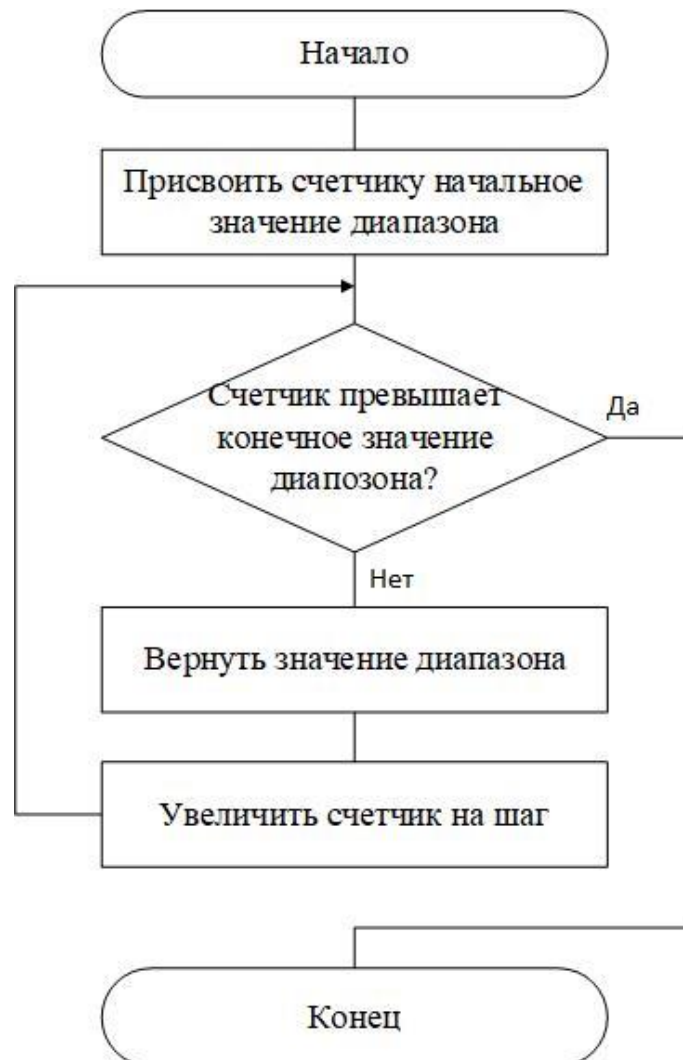 Начало
Присвоить счетчику начальное
значение диапазона
Счетчик превышает
конечное значение
диапозона?
Да
Нет
Вернуть значение диапазона
Увеличить счетчик на шаг
Конец